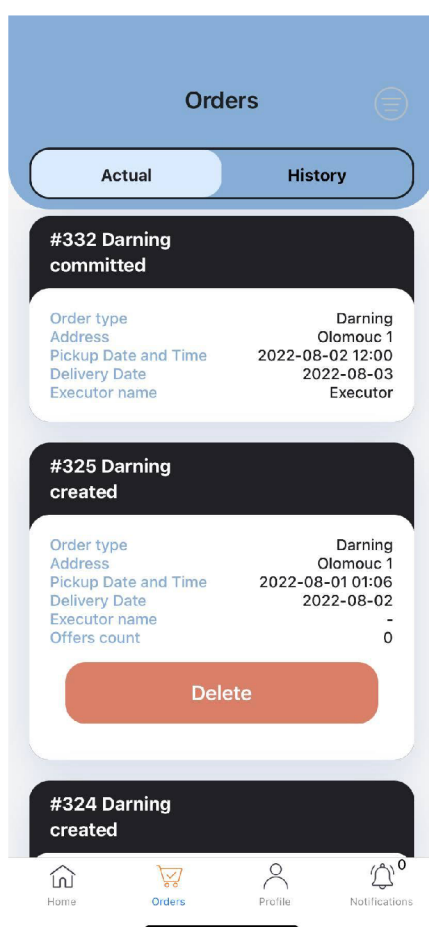 Orders
Actual History
#332 Darning
committed
Order type Darning
Address Olomouc 1
Pickup Date and Time 2022-08-02 12:00
Delivery Date 2022-08-03
Executor name Executor
#325 Darning
created
Order type Darning
Address Olomouc 1
Pickup Date and Time 2022-08-01 01:06
Delivery Date 2022-08-02
Executor name -
Offers count 0
Delete
#324 Darning
created
0
Home Orders Profile Notifications